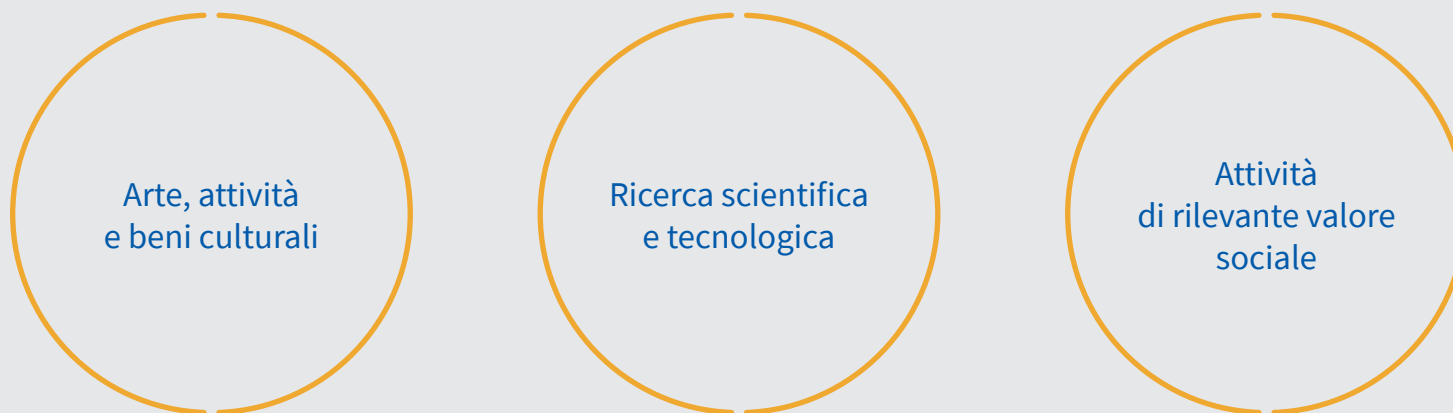 Arte, attività
e beni culturali
Ricerca scientifica
e tecnologica
Attività
di rilevante valore
sociale